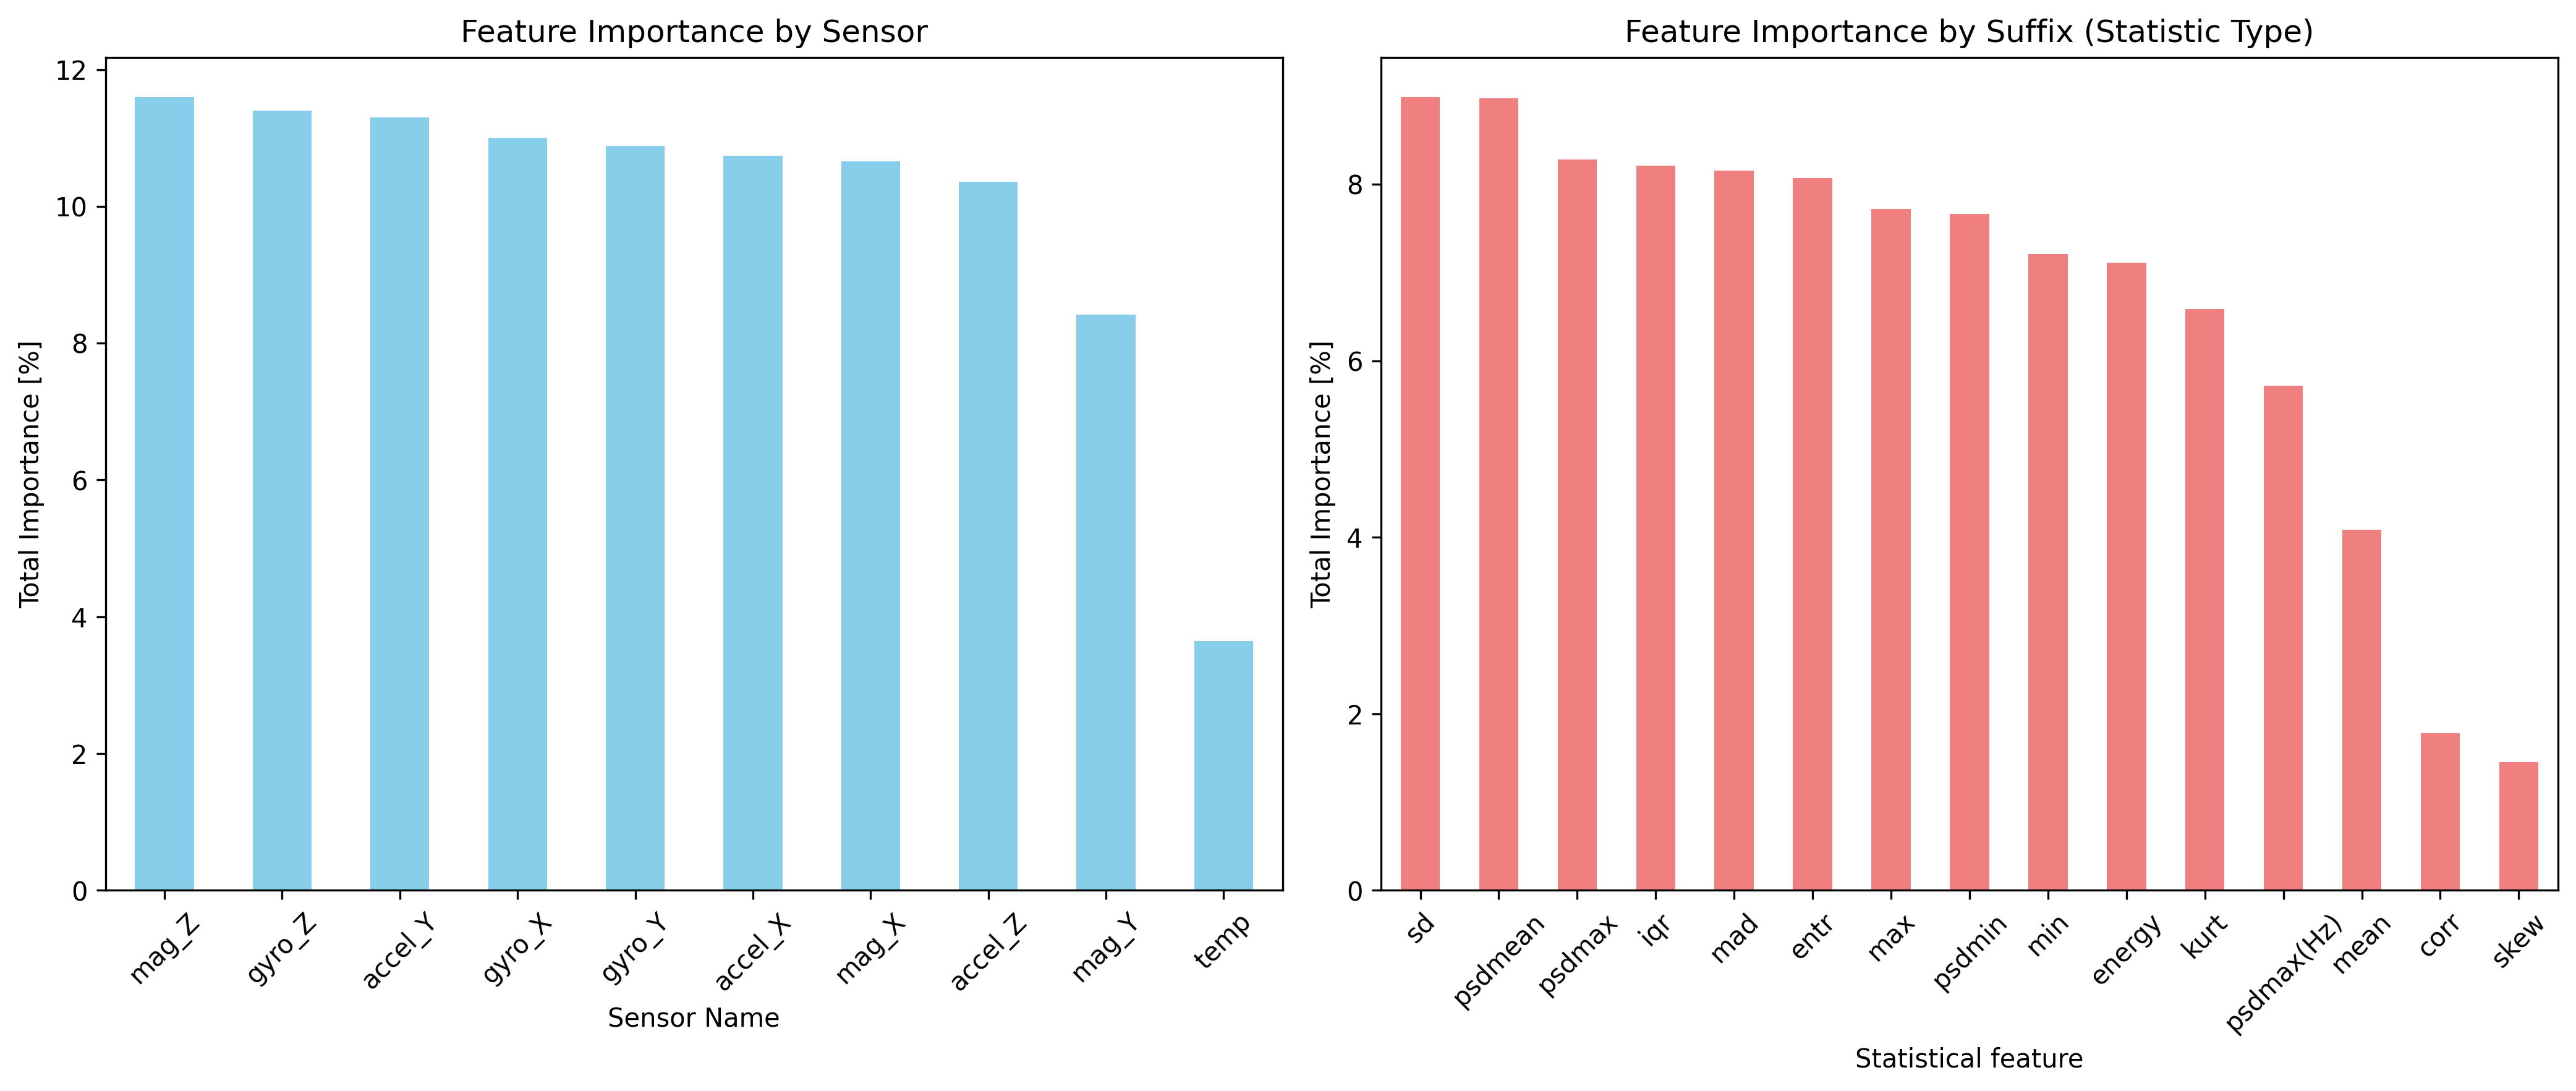 Feature Importance by Sensor
Total Importance [%]
12
10
8
6
4
2
0
mag_Z
gyro_Z
accel_Y
gyro_X
gyro_Y
accel_X
mag_X
accel_Z
mag_Y
temp
Sensor Name
Feature Importance by Suffix (Statistic Type)
Total Importance [%]
8
6
4
2
0
sd
psdmean
psdmax
iqr
mad
entr
max
psdmin
min
energy
kurt
psdmax(Hz)
mean
corr
skew
Statistical feature